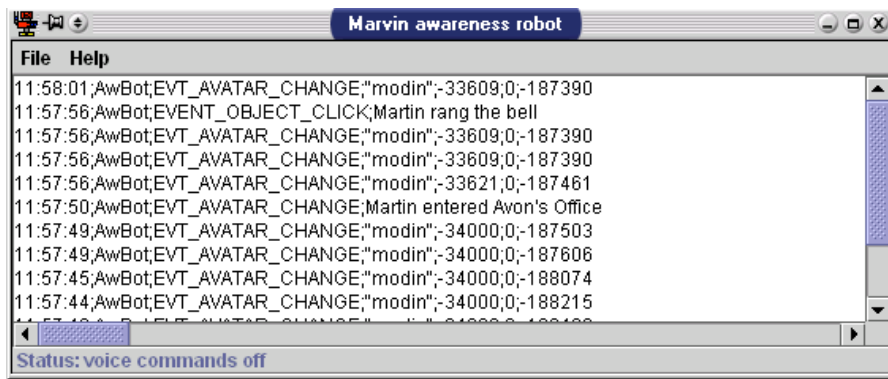 Marvin awareness robot
File Help
11:58:01;AwBot;EVT_AVATAR_CHANGE;"modin";-33609;0;-187390
11:57:56;AwBot;EVENT_OBJECT_CLICK;Martin rang the bell
11:57:56;AwBot;EVT_AVATAR_CHANGE;"modin";-33609;0;-187390
11:57:56;AwBot;EVT_AVATAR_CHANGE;"modin";-33609;0;-187390
11:57:56;AwBot;EVT_AVATAR_CHANGE;"modin";-33621;0;-187461
11:57:50;AwBot;EVT_AVATAR_CHANGE;Martin entered Avon's Office
11:57:49;AwBot;EVT_AVATAR_CHANGE;"modin";-34000;0;-187503
11:57:49;AwBot;EVT_AVATAR_CHANGE;"modin";-34000;0;-187606
11:57:45;AwBot;EVT_AVATAR_CHANGE;"modin";-34000;0;-188074
11:57:44;AwBot;EVT_AVATAR_CHANGE;"modin";-34000;0;-188215
Status: voice commands off